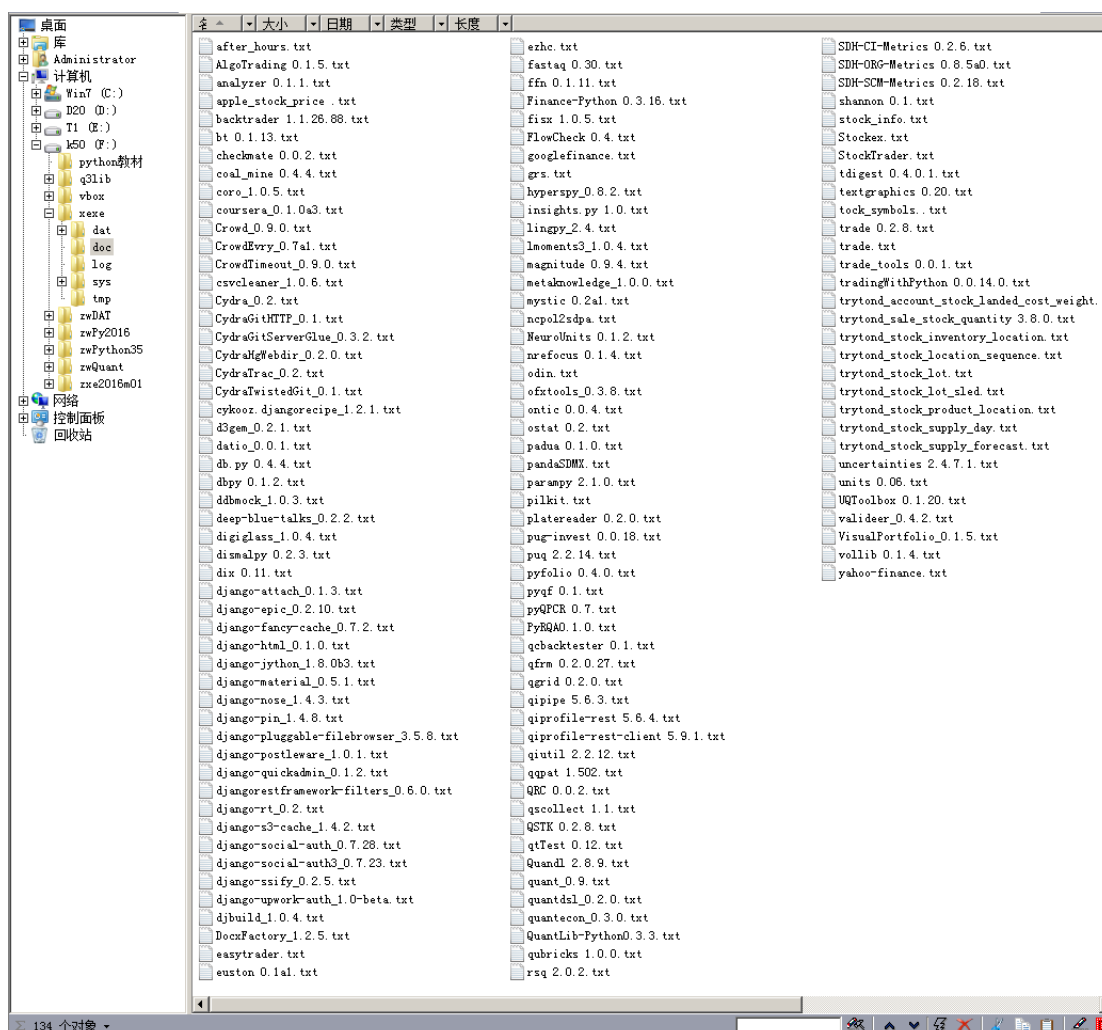 桌面
库
Administrator
计算机
Win7 (C:)
D20 (D:)
T1 (E:)
k50 (F:)
python教材
q3lib
vbox
xexe
dat
doc
log
sys
tmp
zwDAT
zwPy2016
zwPython35
zwQuant
zxe2016m01
网络
控制面板
回收站
大小 日期 类型 长度
after_hours.txt
AlgoTrading 0.1.5.txt
analyzer 0.1.1.txt
apple_stock_price .txt
backtrader 1.1.26.88.txt
bt 0.1.13.txt
checkmate 0.0.2.txt
coal_mine 0.4.4.txt
coro_1.0.5.txt
coursera_0.1.0a3.txt
Crowd_0.9.0.txt
CrowdEvry_0.7a1.txt
CrowdTimeout_0.9.0.txt
csvcleaner_1.0.6.txt
Cydra_0.2.txt
CydraGitHTTP_0.1.txt
CydraGitServerGlue_0.3.2.txt
CydraHgWebdir_0.2.0.txt
CydraTrac_0.2.txt
CydraTwistedGit_0.1.txt
cykooz.djangorecipe_1.2.1.txt
d3gem_0.2.1.txt
datio_0.0.1.txt
db.py 0.4.4.txt
dbpy 0.1.2.txt
ddbmock_1.0.3.txt
deep-blue-talks_0.2.2.txt
digiglass_1.0.4.txt
dismalpy 0.2.3.txt
dix 0.11.txt
django-attach_0.1.3.txt
django-epic_0.2.10.txt
django-fancy-cache_0.7.2.txt
django-html_0.1.0.txt
django-jython_1.8.0b3.txt
django-material_0.5.1.txt
django-nose_1.4.3.txt
django-pin_1.4.8.txt
django-pluggable-filebrowser_3.5.8.txt
django-postleware_1.0.1.txt
django-quickadmin_0.1.2.txt
djangorestframework-filters_0.6.0.txt
django-rt_0.2.txt
django-s3-cache_1.4.2.txt
django-social-auth_0.7.28.txt
django-social-auth3_0.7.23.txt
django-ssify_0.2.5.txt
django-upwork-auth_1.0-beta.txt
djbuild_1.0.4.txt
DocxFactory_1.2.5.txt
easytrader.txt
euston 0.1a1.txt
ezhc.txt
fastaq 0.30.txt
ffn 0.1.11.txt
Finance-Python 0.3.16.txt
fisx 1.0.5.txt
FlowCheck 0.4.txt
googlefinance.txt
grs.txt
hyperspy_0.8.2.txt
insights.py 1.0.txt
lingpy_2.4.txt
lmoments3_1.0.4.txt
magnitude 0.9.4.txt
metaknowledge_1.0.0.txt
mystic 0.2a1.txt
ncpol2sdpa.txt
NeuroUnits 0.1.2.txt
nrefocus 0.1.4.txt
odin.txt
ofxtools_0.3.8.txt
ontic 0.0.4.txt
ostat 0.2.txt
padua 0.1.0.txt
pandaSDMX.txt
parampy 2.1.0.txt
pilkit.txt
platereader 0.2.0.txt
pug-invest 0.0.18.txt
puq 2.2.14.txt
pyfolio 0.4.0.txt
pyqf 0.1.txt
pyQPCR 0.7.txt
PyRQA0.1.0.txt
qcbacktester 0.1.txt
qfrm 0.2.0.27.txt
qgrid 0.2.0.txt
qipipe 5.6.3.txt
qiprofile-rest 5.6.4.txt
qiprofile-rest-client 5.9.1.txt
qiutil 2.2.12.txt
qqpat 1.502.txt
QRC 0.0.2.txt
qscollect 1.1.txt
QSTK 0.2.8.txt
qtTest 0.12.txt
Quandl 2.8.9.txt
quant_0.9.txt
quantdsl_0.2.0.txt
quantecon_0.3.0.txt
QuantLib-Python0.3.3.txt
qubricks 1.0.0.txt
rsq 2.0.2.txt
SDH-CI-Metrics 0.2.6.txt
SDH-ORG-Metrics 0.8.5a0.txt
SDH-SCM-Metrics 0.2.18.txt
shannon 0.1.txt
stock_info.txt
Stockex.txt
StockTrader.txt
tdigest 0.4.0.1.txt
textgraphics 0.20.txt
tock_symbols..txt
trade 0.2.8.txt
trade.txt
trade_tools 0.0.1.txt
tradingWithPython 0.0.14.0.txt
trytond_account_stock_landed_cost_weight.
trytond_sale_stock_quantity 3.8.0.txt
trytond_stock_inventory_location.txt
trytond_stock_location_sequence.txt
trytond_stock_lot.txt
trytond_stock_lot_sled.txt
trytond_stock_product_location.txt
trytond_stock_supply_day.txt
trytond_stock_supply_forecast.txt
uncertainties 2.4.7.1.txt
units 0.06.txt
UQToolbox 0.1.20.txt
valideer_0.4.2.txt
VisualPortfolio_0.1.5.txt
vollib 0.1.4.txt
yahoo-finance.txt
134 个对象